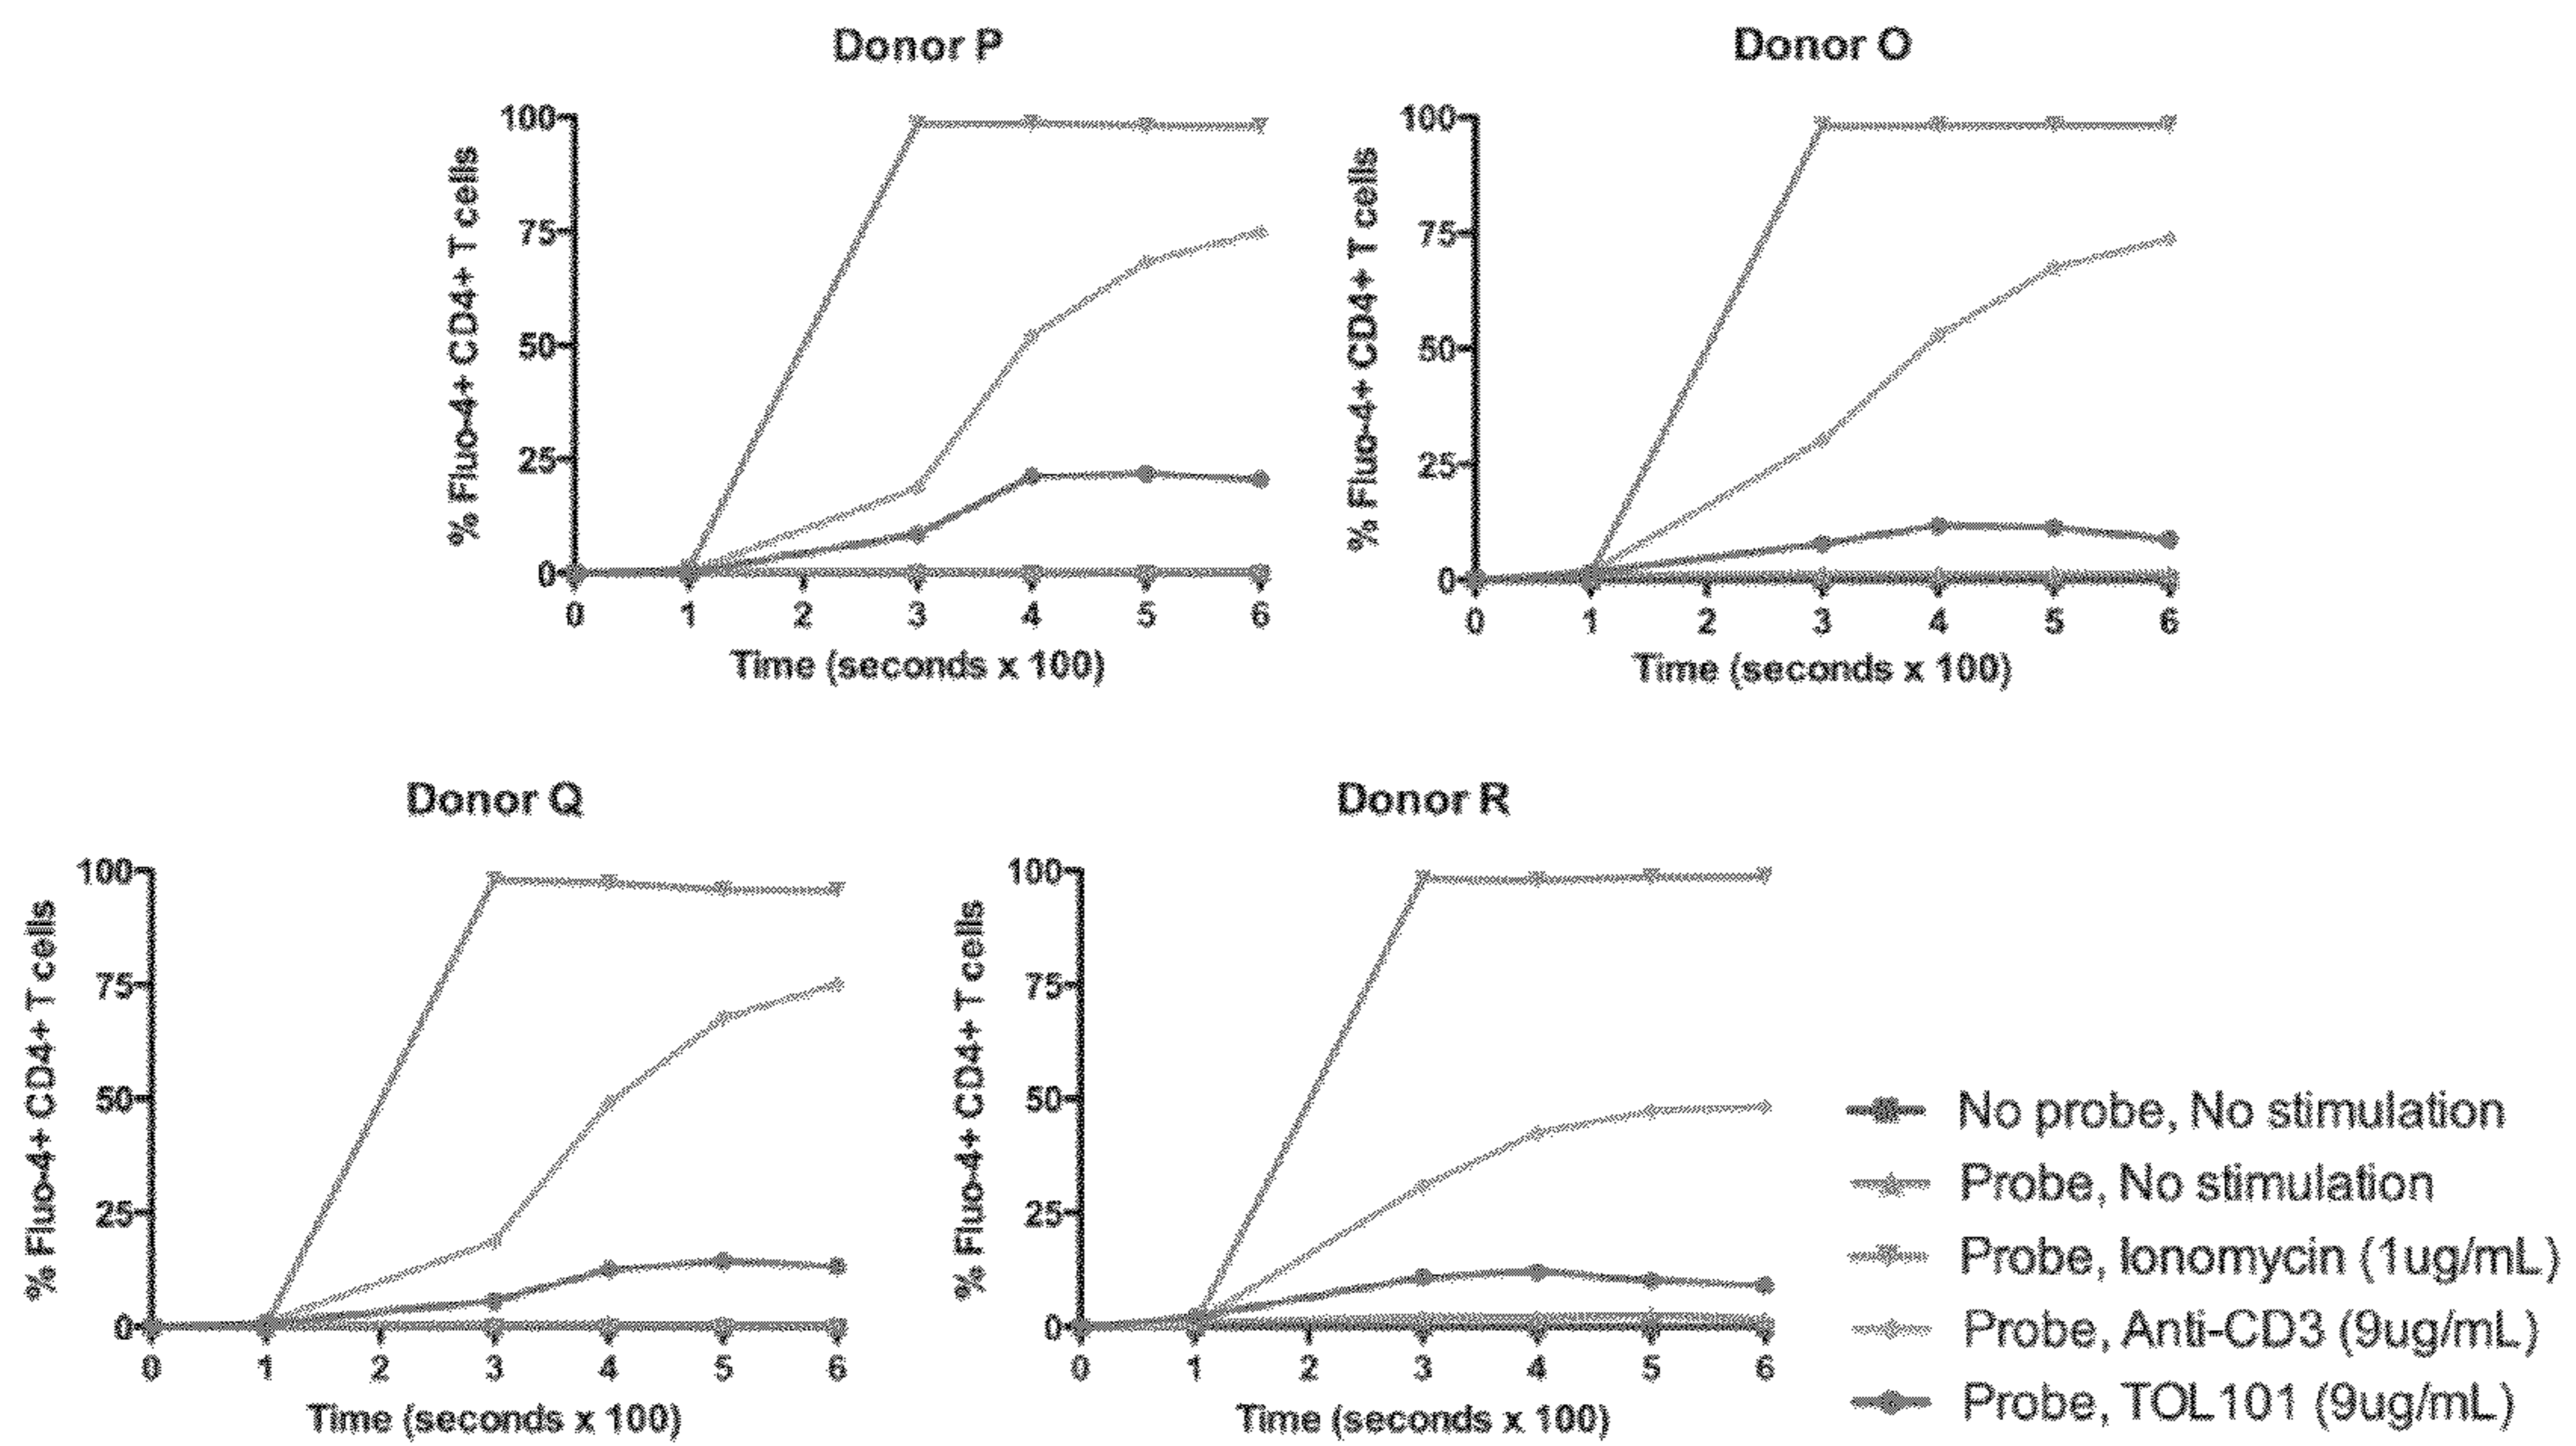 Donor P
% Fluo-4+ CD4+ T cells
100
75
50
25
0
0 1 2 3 4 5 6
Time (seconds x 100)
Donor O
% Fluo-4+ CD4+ T cells
100
75
50
25
0
0 1 2 3 4 5 6
Time (seconds x 100)
Donor Q
% Fluo-4+ CD4+ T cells
100
75
50
25
0
0 1 2 3 4 5 6
Time (seconds x 100)
Donor R
% Fluo-4+ CD4+ T cells
100
75
50
25
0
0 1 2 3 4 5 6
Time (seconds x 100)
No probe, No stimulation
Probe, No stimulation
Probe, Ionomycin (1ug/mL)
Probe, Anti-CD3 (9ug/mL)
Probe, TOL101 (9ug/mL)